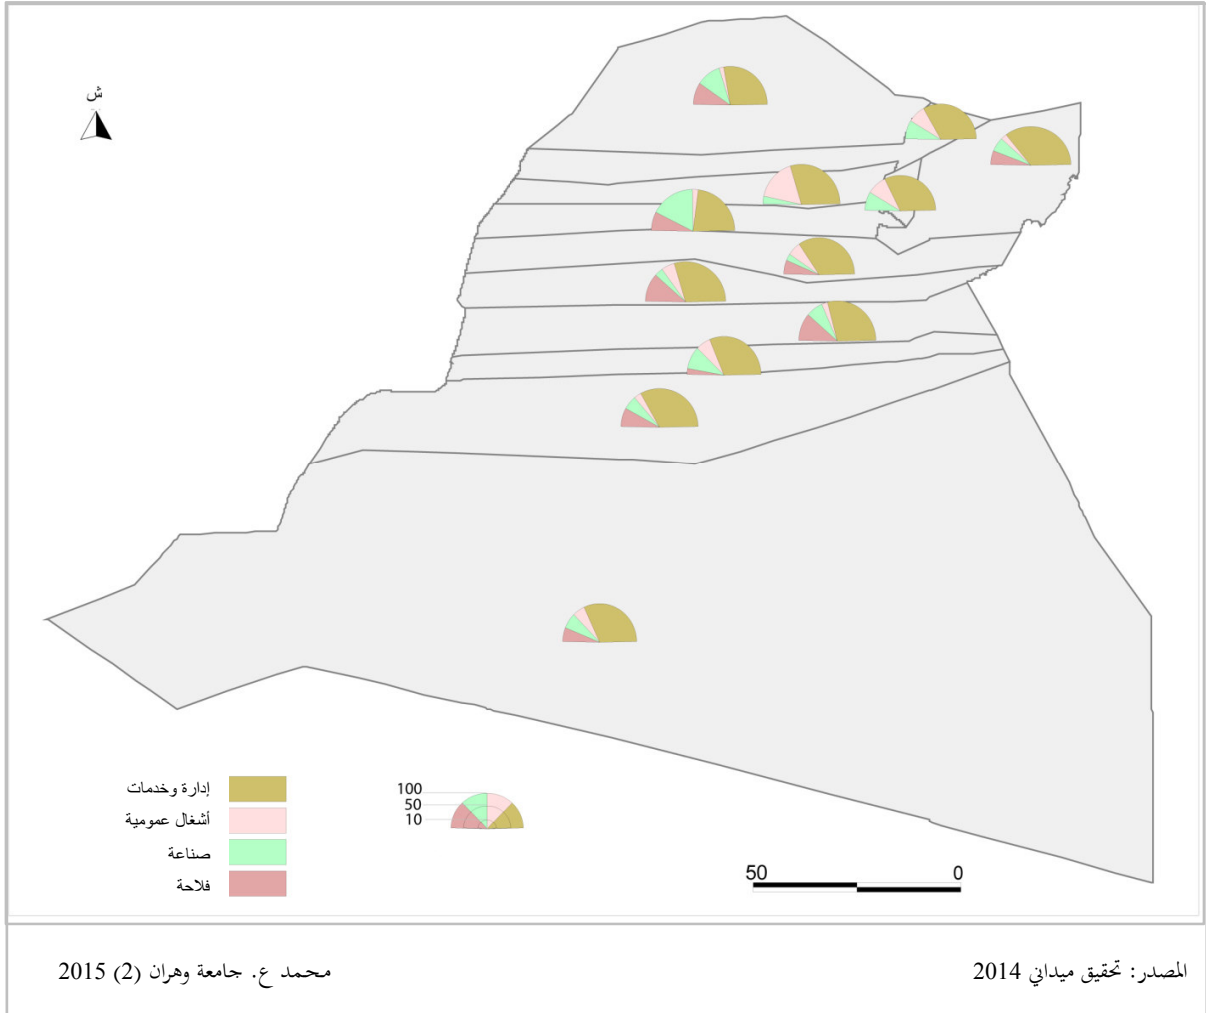 ش
إدارة وخدمات
أشغال عمومية
صناعة
فلاحة
100
50
10
50 0
المصدر: تحقيق ميداني 2014
محمد ع. جامعة وهران (2) 2015